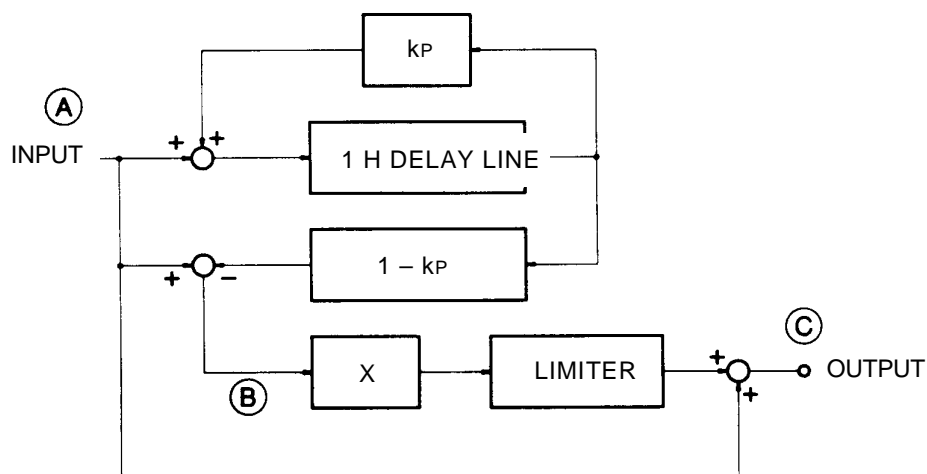 kP
A
+ +
INPUT
1 H DELAY LINE
+ −
1 – kP
C
+
X
LIMITER
OUTPUT
B
+